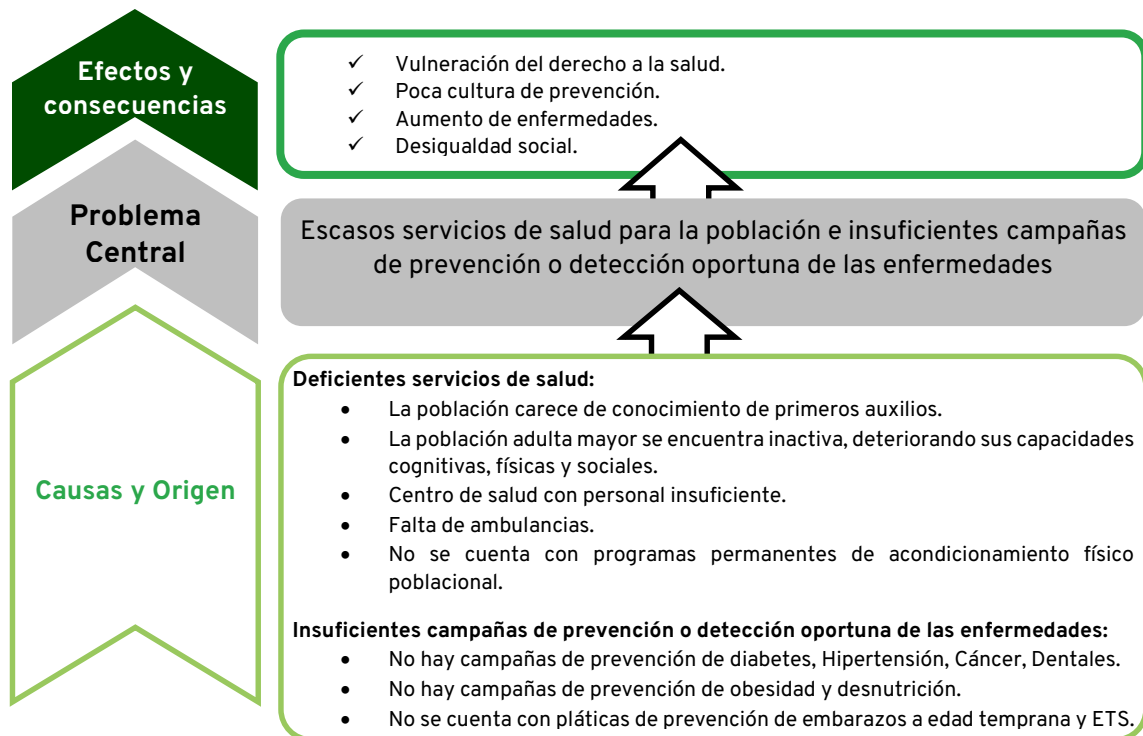 Efectos y
consecuencias
✓ Vulneración del derecho a la salud.
✓ Poca cultura de prevención.
✓ Aumento de enfermedades.
✓ Desigualdad social.
Problema
Central
Escasos servicios de salud para la población e insuficientes campañas
de prevención o detección oportuna de las enfermedades
Causas y Origen
Deficientes servicios de salud:
• La población carece de conocimiento de primeros auxilios.
• La población adulta mayor se encuentra inactiva, deteriorando sus capacidades
cognitivas, físicas y sociales.
• Centro de salud con personal insuficiente.
• Falta de ambulancias.
• No se cuenta con programas permanentes de acondicionamiento físico
poblacional.
Insuficientes campañas de prevención o detección oportuna de las enfermedades:
• No hay campañas de prevención de diabetes, Hipertensión, Cáncer, Dentales.
• No hay campañas de prevención de obesidad y desnutrición.
• No se cuenta con pláticas de prevención de embarazos a edad temprana y ETS.